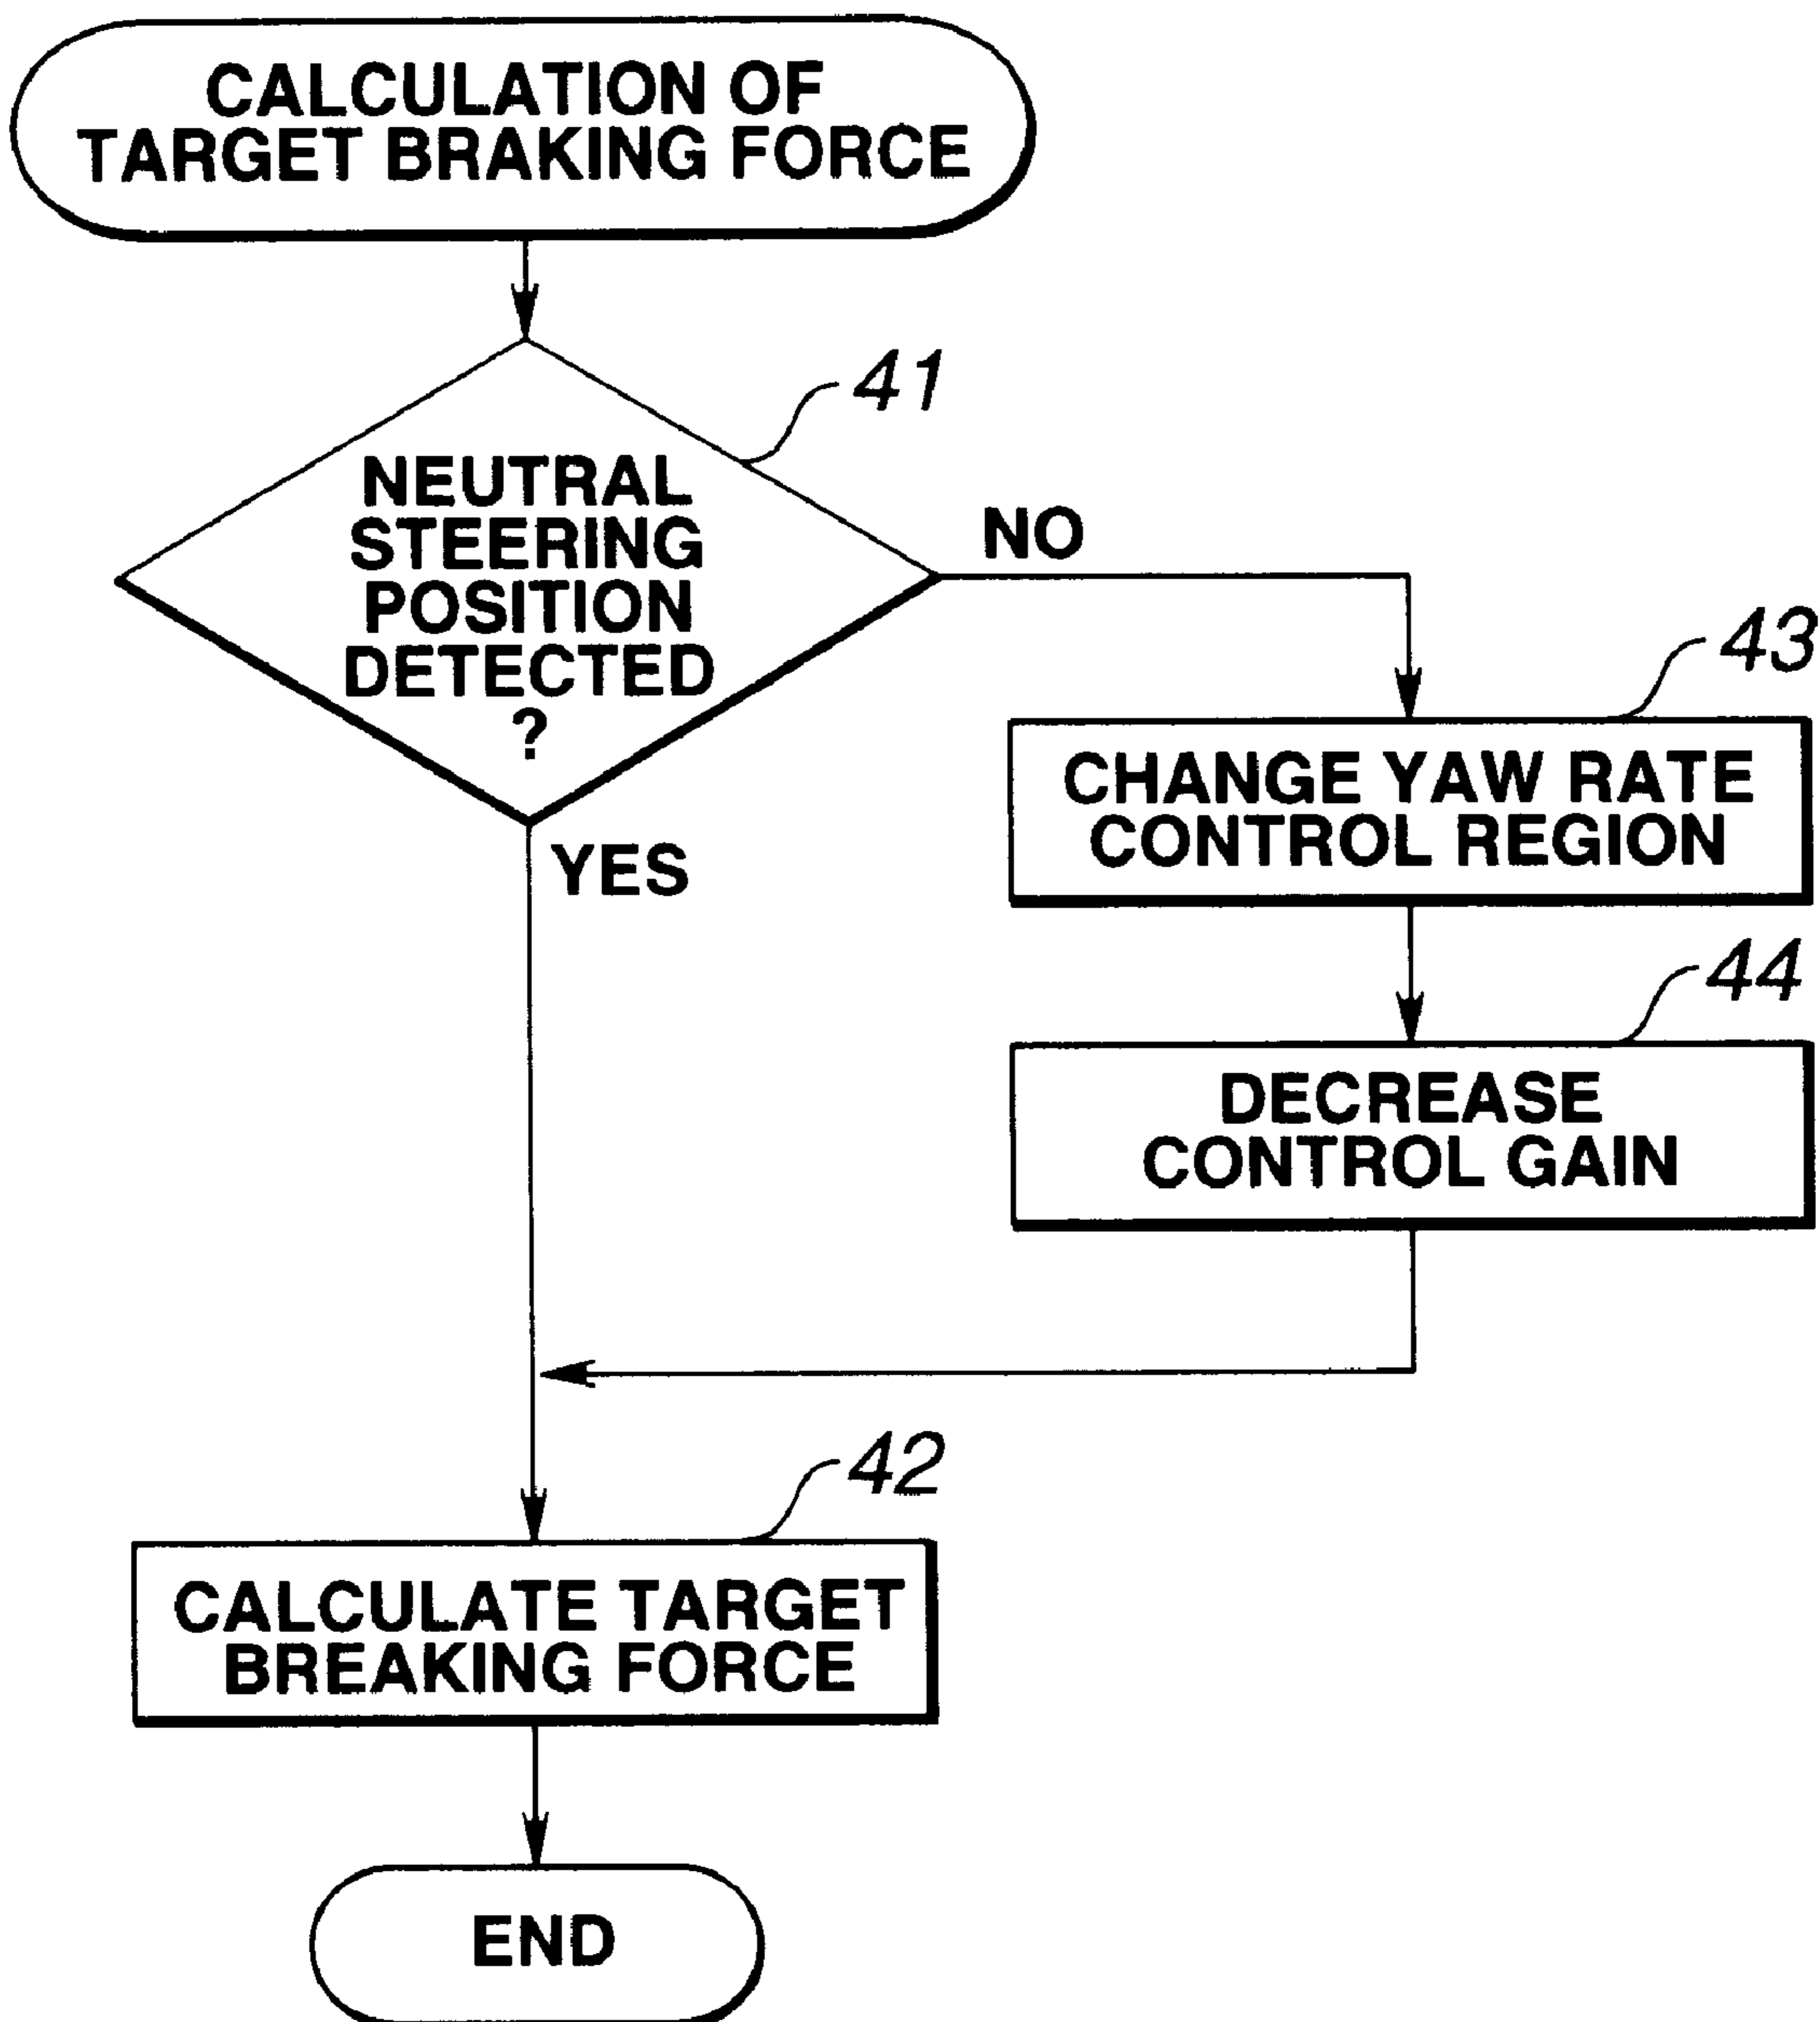 CALCULATION OF
TARGET BRAKING FORCE
41
NEUTRAL
STEERING
POSITION
DETECTED
?
NO
YES
43
CHANGE YAW RATE
CONTROL REGION
44
DECREASE
CONTROL GAIN
42
CALCULATE TARGET
BREAKING FORCE
END